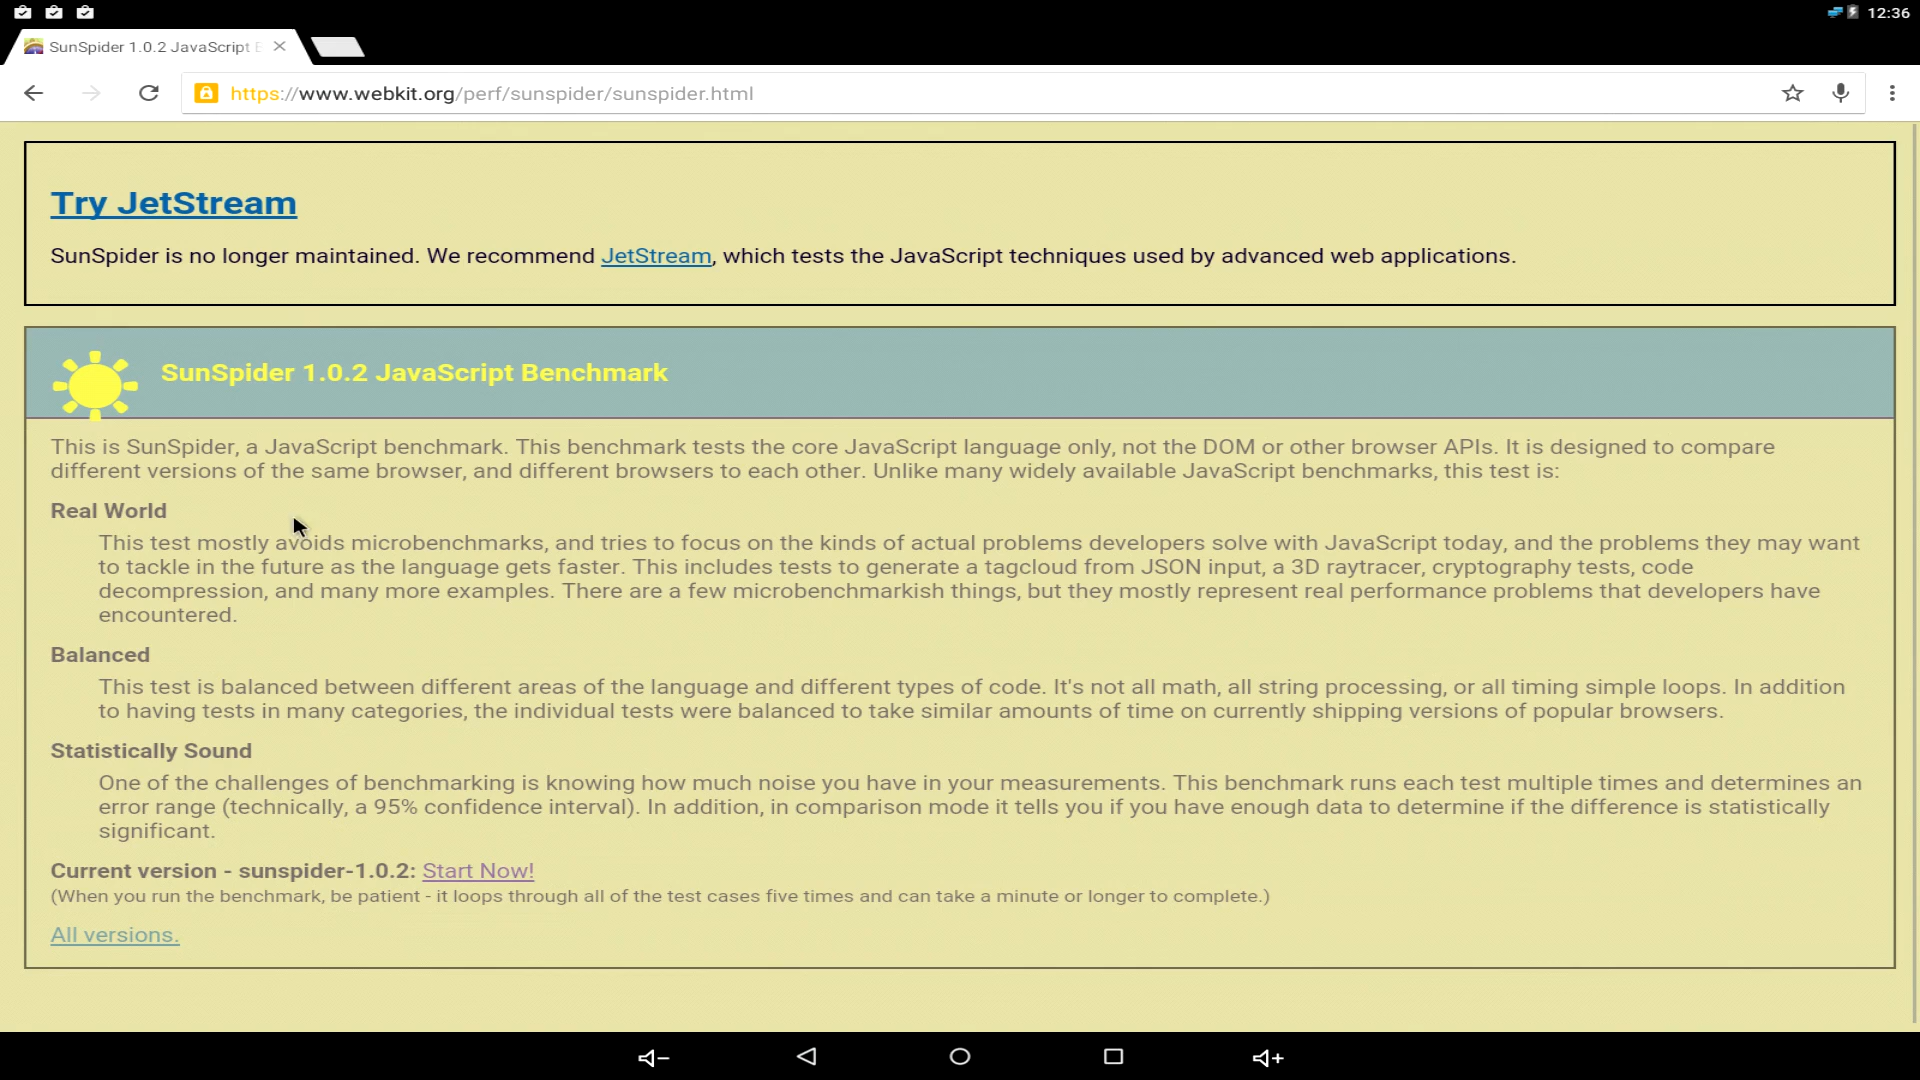 12:36
SunSpider 1.0.2 JavaScript
https://www.webkit.org/perf/sunspider/sunspider.html
Try JetStream
SunSpider is no longer maintained. We recommend JetStream, which tests the JavaScript techniques used by advanced web applications.
SunSpider 1.0.2 JavaScript Benchmark
This is SunSpider, a JavaScript benchmark. This benchmark tests the core JavaScript language only, not the DOM or other browser APIs. It is designed to compare
different versions of the same browser, and different browsers to each other. Unlike many widely available JavaScript benchmarks, this test is:
Real World
This test mostly avoids microbenchmarks, and tries to focus on the kinds of actual problems developers solve with JavaScript today, and the problems they may want
to tackle in the future as the language gets faster. This includes tests to generate a tagcloud from JSON input, a 3D raytracer, cryptography tests, code
decompression, and many more examples. There are a few microbenchmarkish things, but they mostly represent real performance problems that developers have
encountered.
Balanced
This test is balanced between different areas of the language and different types of code. It's not all math, all string processing, or all timing simple loops. In addition
to having tests in many categories, the individual tests were balanced to take similar amounts of time on currently shipping versions of popular browsers.
Statistically Sound
One of the challenges of benchmarking is knowing how much noise you have in your measurements. This benchmark runs each test multiple times and determines an
error range (technically, a 95% confidence interval). In addition, in comparison mode it tells you if you have enough data to determine if the difference is statistically
significant.
Current version - sunspider-1.0.2: Start Now!
(When you run the benchmark, be patient - it loops through all of the test cases five times and can take a minute or longer to complete.)
All versions.